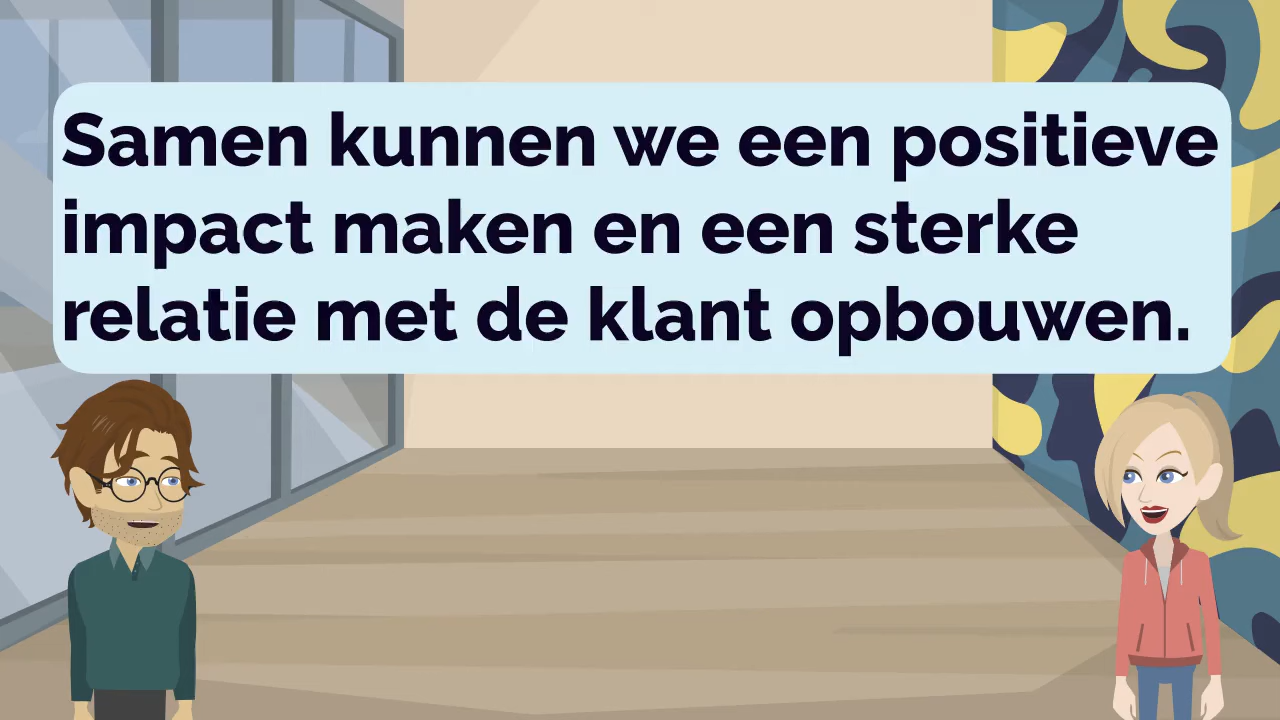 Samen kunnen we een positieve
impact maken en een sterke
relatie met de klant opbouwen.